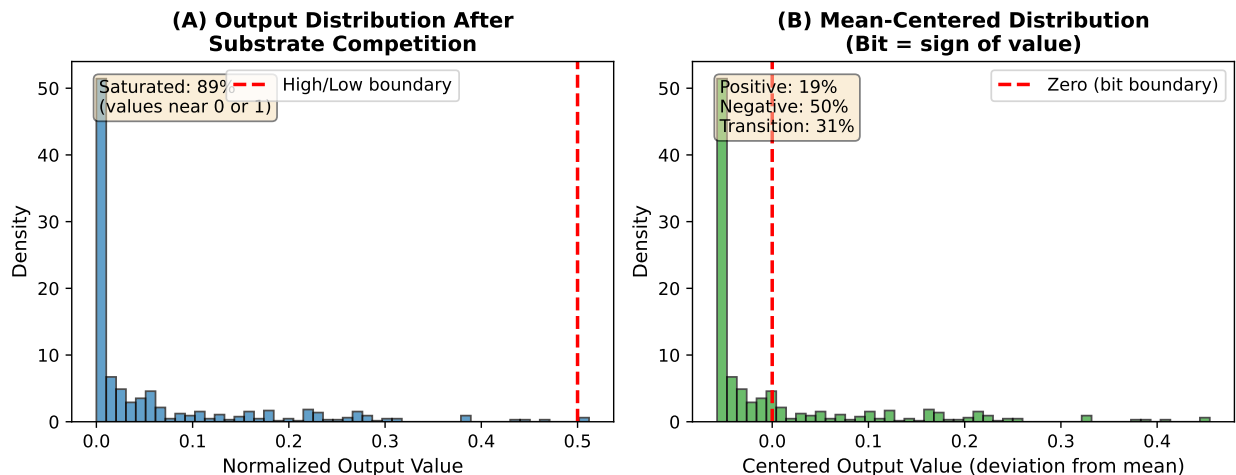 (A) Output Distribution After
Substrate Competition
Saturated: 89%
(values near 0 or 1)
High/Low boundary
Density
50
40
30
20
10
0
0.0 0.1 0.2 0.3 0.4 0.5
Normalized Output Value
(B) Mean-Centered Distribution
(Bit = sign of value)
Positive: 19%
Negative: 50%
Transition: 31%
Zero (bit boundary)
Density
50
40
30
20
10
0
0.0 0.1 0.2 0.3 0.4
Centered Output Value (deviation from mean)